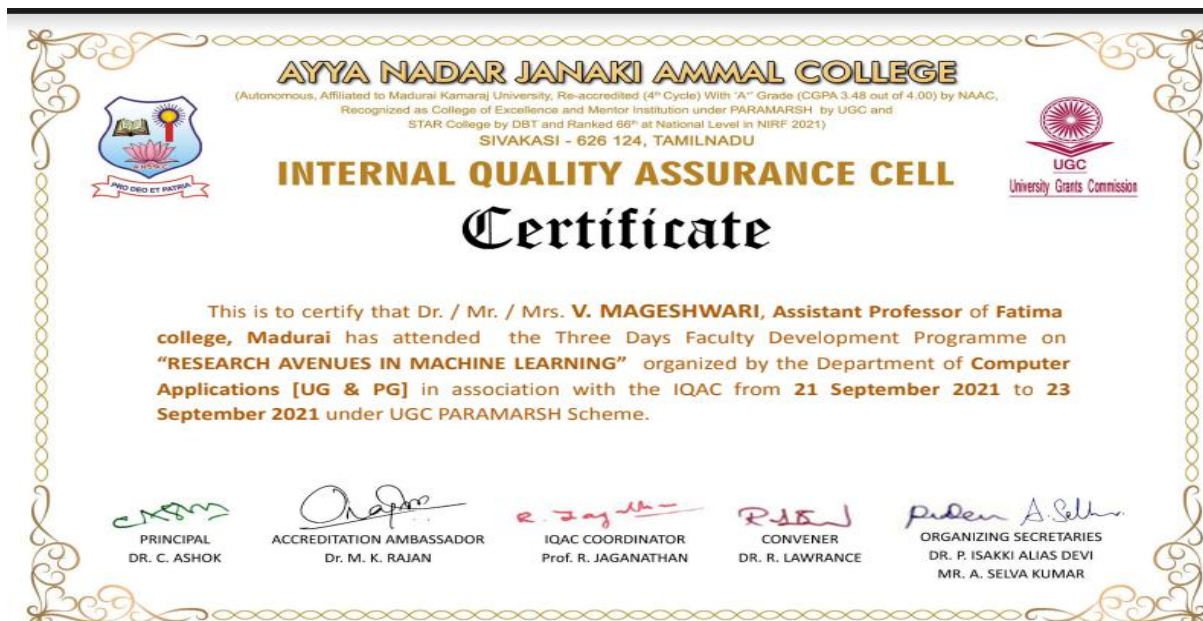 AYYA NADAR JANAKI AMMAL COLLEGE
(Autonomous, Affiliated to Madurai Kamaraj University, Re-accredited (4th Cycle) With 'A+' Grade (CGPA 3.48 out of 4.00) by NAAC,
Recognized as College of Excellence and Mentor Institution under PARAMARSH by UGC and
STAR College by DBT and Ranked 66th at National Level in NIRF 2021)
SIVAKASI - 626 124, TAMILNADU
INTERNAL QUALITY ASSURANCE CELL
PRO DEO ET PATRIA
UGC
University Grants Commission
Certificate
This is to certify that Dr. / Mr. / Mrs. V. MAGESHWARI, Assistant Professor of Fatima
college, Madurai has attended the Three Days Faculty Development Programme on
“RESEARCH AVENUES IN MACHINE LEARNING” organized by the Department of Computer
Applications [UG & PG] in association with the IQAC from 21 September 2021 to 23
September 2021 under UGC PARAMARSH Scheme.
R. Jag
A. Sel
PRINCIPAL
DR. C. ASHOK
ACCREDITATION AMBASSADOR
Dr. M. K. RAJAN
IQAC COORDINATOR
Prof. R. JAGANATHAN
CONVENER
DR. R. LAWRANCE
ORGANIZING SECRETARIES
DR. P. ISAKKI ALIAS DEVI
MR. A. SELVA KUMAR